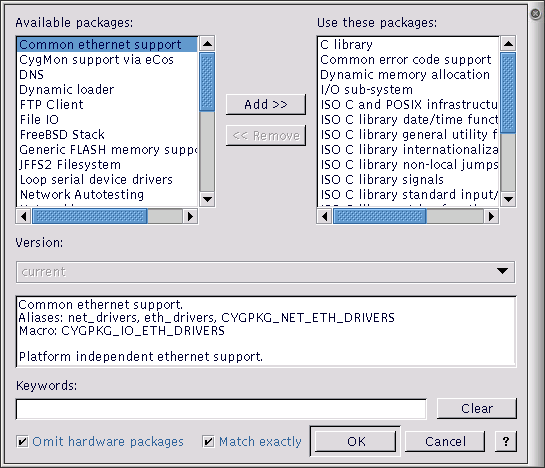 Available packages:
Use these packages:
Common ethernet support
CygMon support via eCos
DNS
Dynamic loader
FTP Client
File IO
FreeBSD Stack
Generic FLASH memory suppo
JFFS2 Filesystem
Loop serial device drivers
Network Autotesting
Add >>
<< Remove
C library
Common error code support
Dynamic memory allocation
I/O sub-system
ISO C and POSIX infrastructu
ISO C library date/time funct
ISO C library general utility f
ISO C library internationaliza
ISO C library non-local jumps
ISO C library signals
ISO C library standard input/
Version:
current
Common ethernet support.
Aliases: net_drivers, eth_drivers, CYGPKG_NET_ETH_DRIVERS
Macro: CYGPKG_IO_ETH_DRIVERS
Platform independent ethernet support.
Keywords:
Clear
Omit hardware packages
Match exactly
OK
Cancel
?